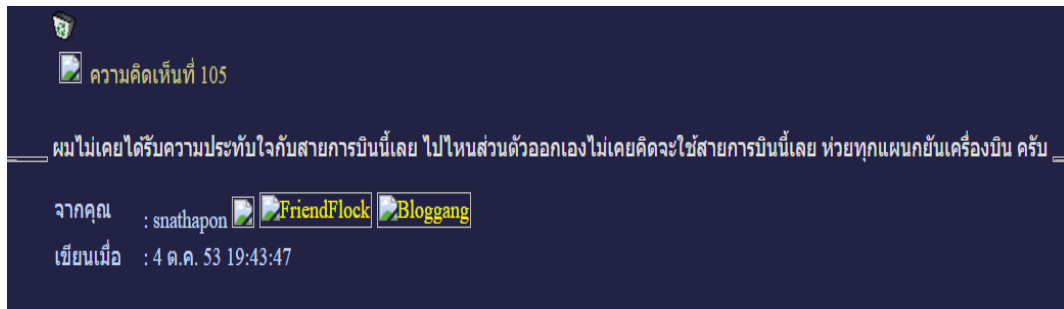 ความคิดเห็นที่ 105
ผมไม่เคยได้รับความประทับใจกับสายการบินนี้เลย ไปไหนส่วนตัวออกเองไม่เคยคิดจะใช้สายการบินนี้เลย ห่วยทุกแผนกยันเครื่องบิน ครับ
จากคุณ : snathapon FriendFlock Bloggang
เขียนเมื่อ : 4 ต.ค. 53 19:43:47